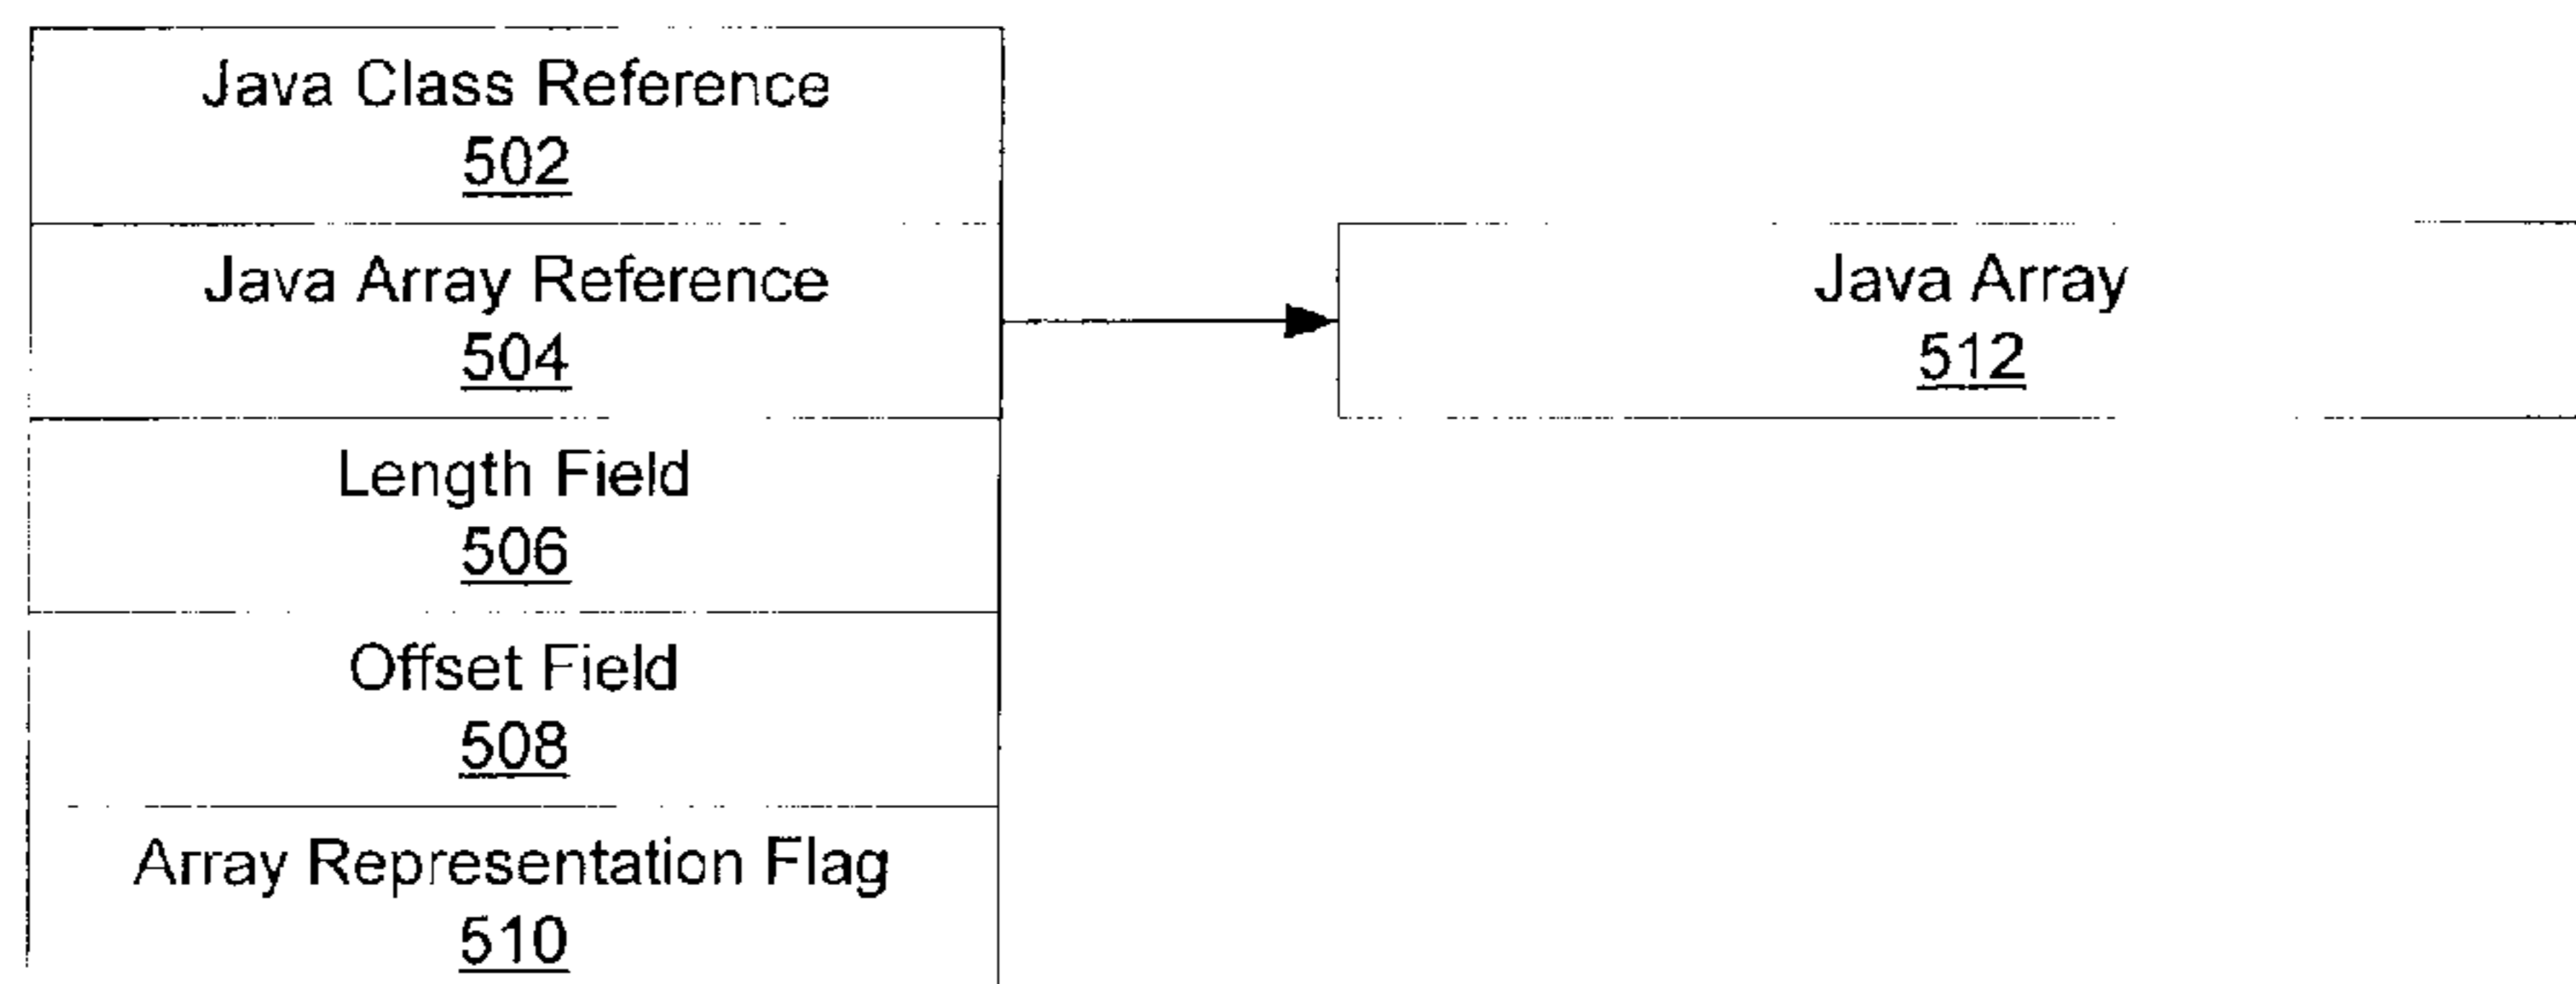 Java Class Reference
502
Java Array Reference
504
Java Array
512
Length Field
506
Offset Field
508
Array Representation Flag
510